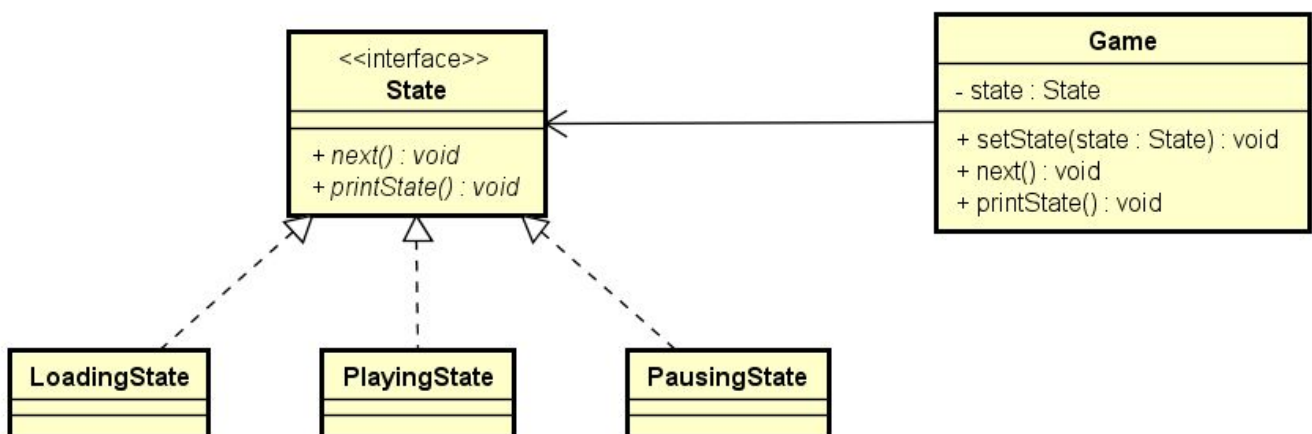 <<interface>>
State
+ next() : void
+ printState() : void
Game
- state : State
+ setState(state : State) : void
+ next() : void
+ printState() : void
LoadingState
PlayingState
PausingState